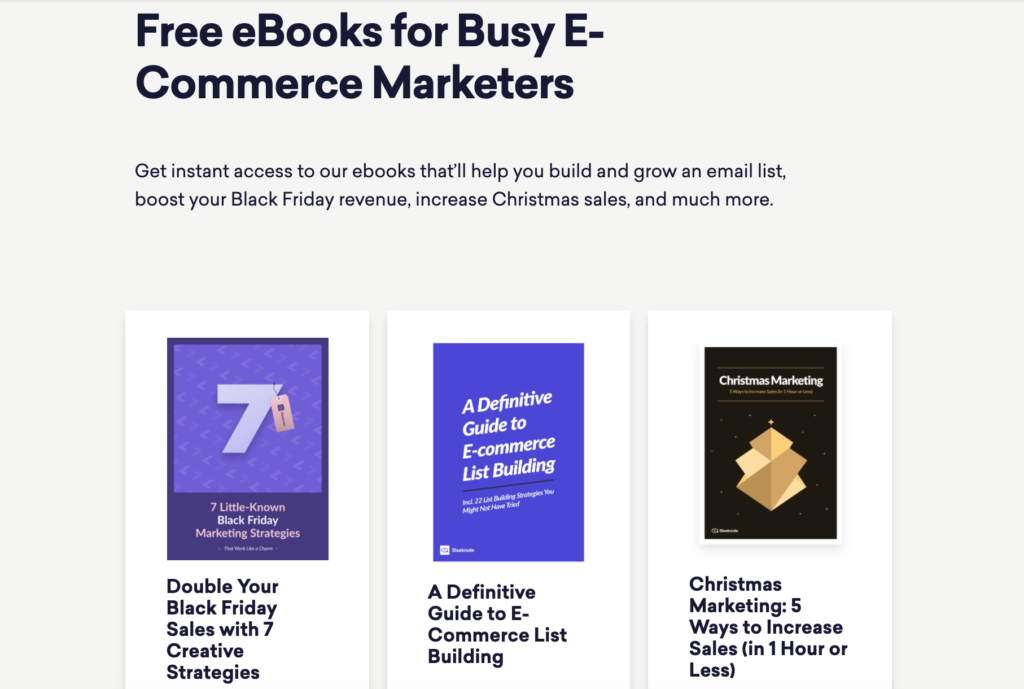 Free eBooks for Busy E-
Commerce Marketers
Get instant access to our ebooks that’ll help you build and grow an email list,
boost your Black Friday revenue, increase Christmas sales, and much more.
7
7 Little-Known
Black Friday
Marketing Strategies
- That Work Like a Charm -
Double Your
Black Friday
Sales with 7
Creative
Strategies
A Definitive
Guide to
E-commerce
List Building
Incl. 22 List Building Strategies You
Might Not Have Tried
Sleeknote
A Definitive
Guide to E-
Commerce List
Building
Christmas Marketing
5 Ways to Increase Sales (in 1 Hour or Less)
Sleeknote
Christmas
Marketing: 5
Ways to Increase
Sales (in 1 Hour or
Less)